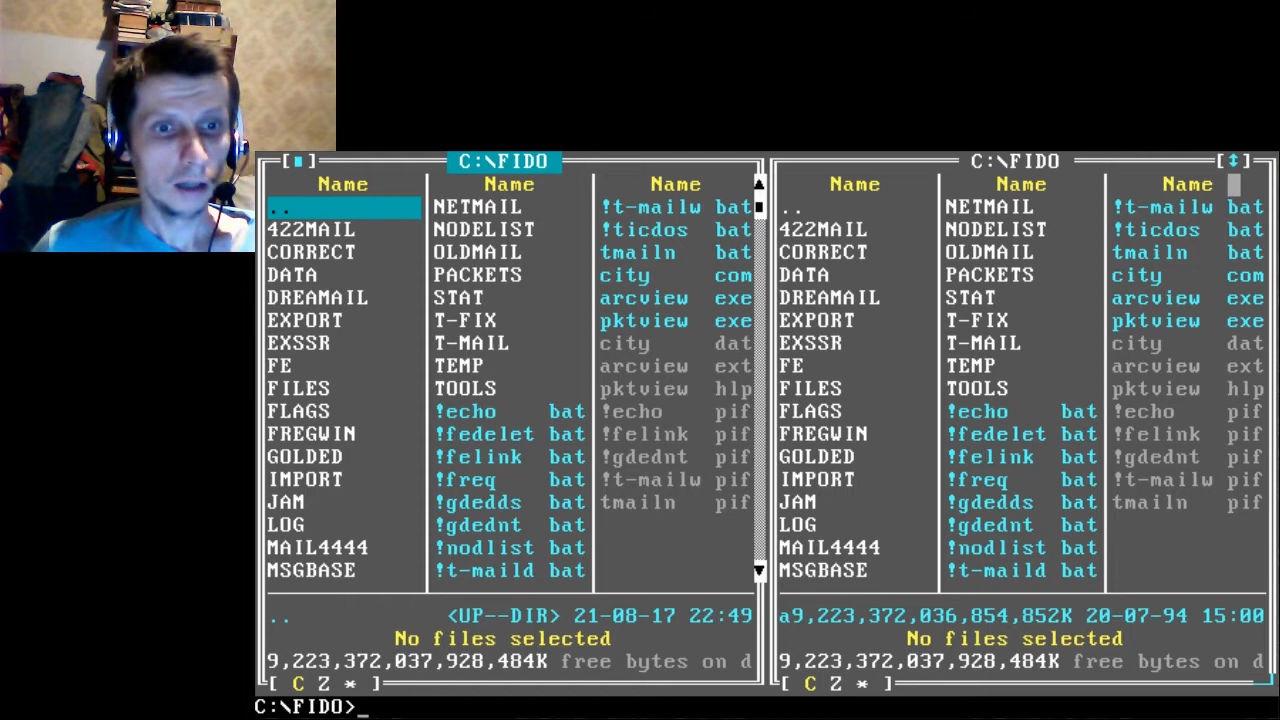 [ ■ ] C:\FIDO C:\FIDO [↕]
Name Name Name Name Name Name
.. NETMAIL !t-mailw bat .. NETMAIL !t-mailw bat
422MAIL NODELIST !ticdos bat 422MAIL NODELIST !ticdos bat
CORRECT OLDMAIL tmailn bat CORRECT OLDMAIL tmailn bat
DATA PACKETS city com DATA PACKETS city com
DREAMAIL STAT arcview exe DREAMAIL STAT arcview exe
EXPORT T-FIX pktview exe EXPORT T-FIX pktview exe
EXSSR T-MAIL city dat EXSSR T-MAIL city dat
FE TEMP arcview ext FE TEMP arcview ext
FILES TOOLS pktview hlp FILES TOOLS pktview hlp
FLAGS !echo bat !echo pif FLAGS !echo bat !echo pif
FREGWIN !fedelet bat !felink pif FREGWIN !fedelet bat !felink pif
GOLDED !felink bat !gdednt pif GOLDED !felink bat !gdednt pif
IMPORT !freq bat !t-mailw pif IMPORT !freq bat !t-mailw pif
JAM !gdedds bat tmailn pif JAM !gdedds bat tmailn pif
LOG !gdednt bat LOG !gdednt bat
MAIL4444 !nodlist bat MAIL4444 !nodlist bat
MSGBASE !t-maild bat MSGBASE !t-maild bat
.. <UP--DIR> 21-08-17 22:49 a9,223,372,036,854,852K 20-07-94 15:00
No files selected No files selected
9,223,372,037,928,484K free bytes on d 9,223,372,037,928,484K free bytes on d
[ C Z * ] [ C Z * ]
C:\FIDO>_